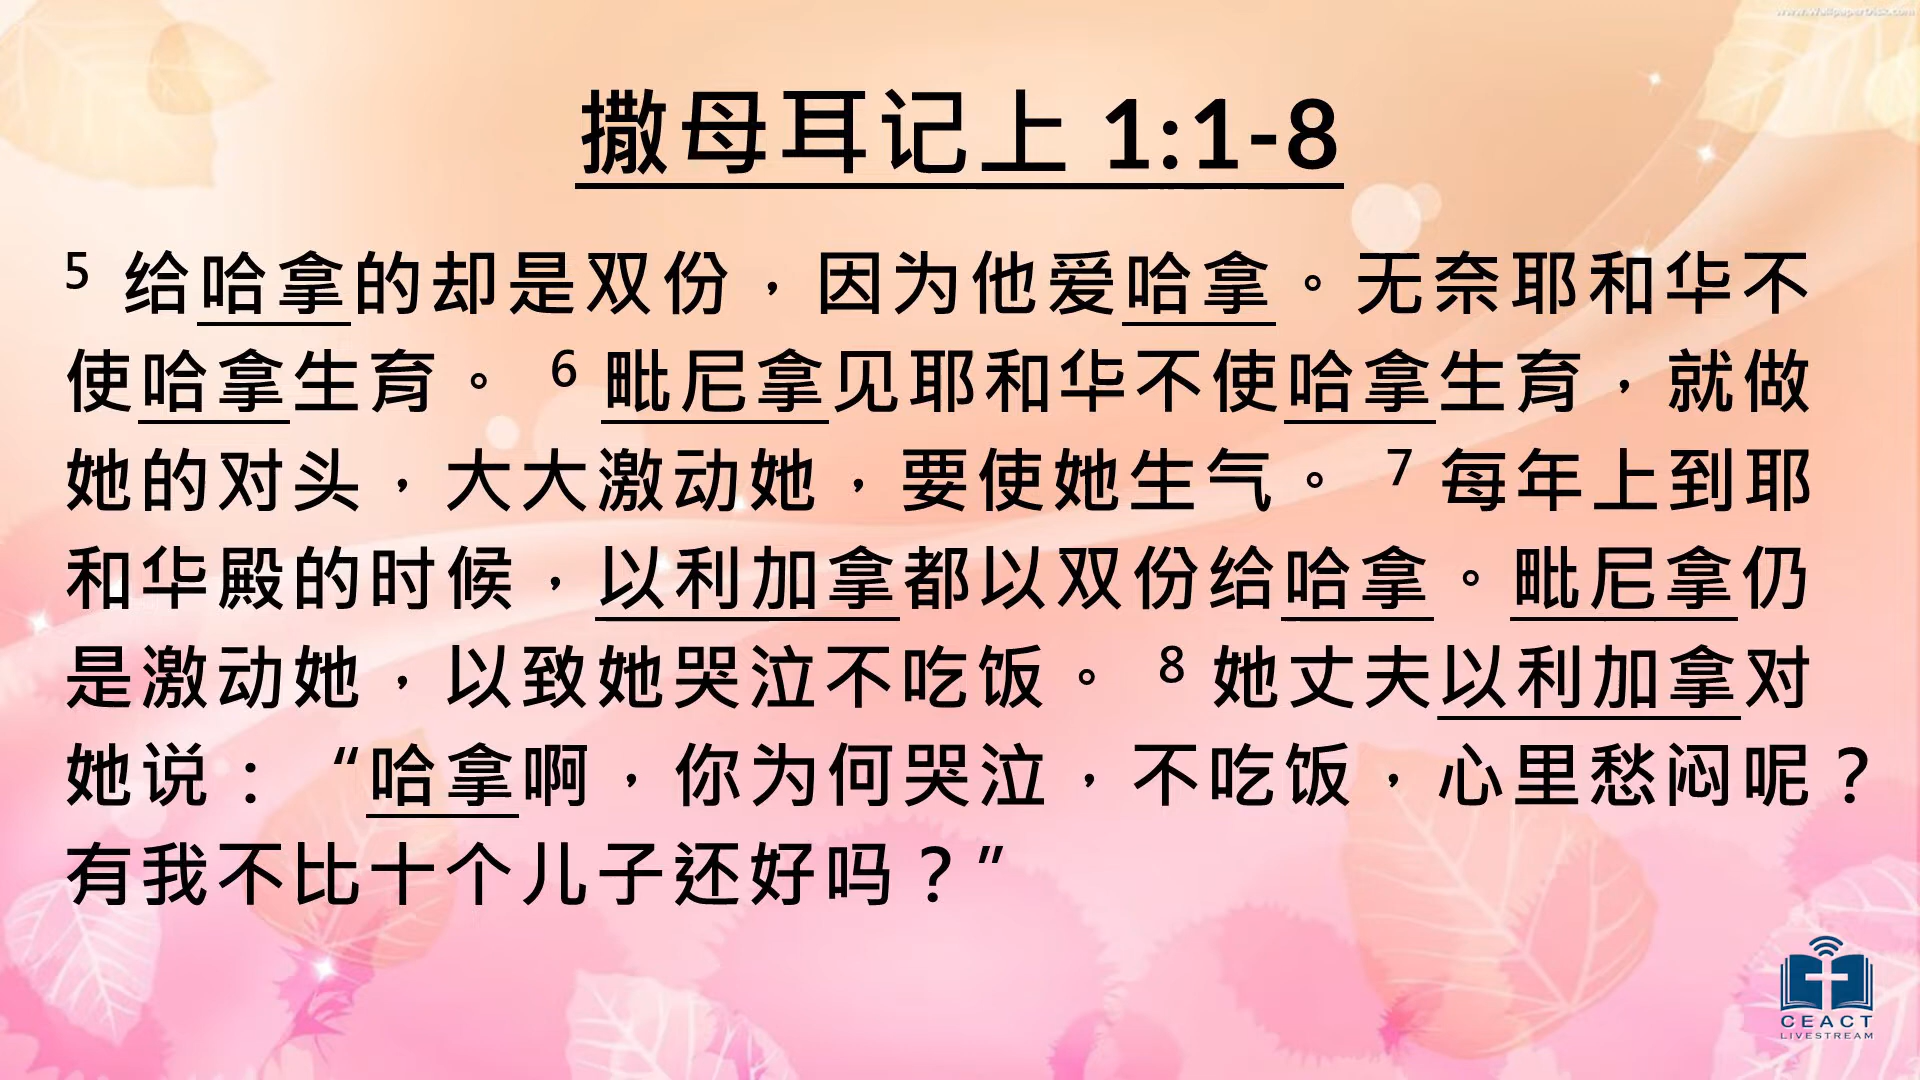 www.WallpaperDisk.com
撒母耳记上 1:1-8
5 给哈拿的却是双份，因为他爱哈拿。无奈耶和华不
使哈拿生育。 6 毗尼拿见耶和华不使哈拿生育，就做
她的对头，大大激动她，要使她生气。 7 每年上到耶
和华殿的时候，以利加拿都以双份给哈拿。毗尼拿仍
是激动她，以致她哭泣不吃饭。 8 她丈夫以利加拿对
她说：“哈拿啊，你为何哭泣，不吃饭，心里愁闷呢？
有我不比十个儿子还好吗？”
CEACT
LIVESTREAM